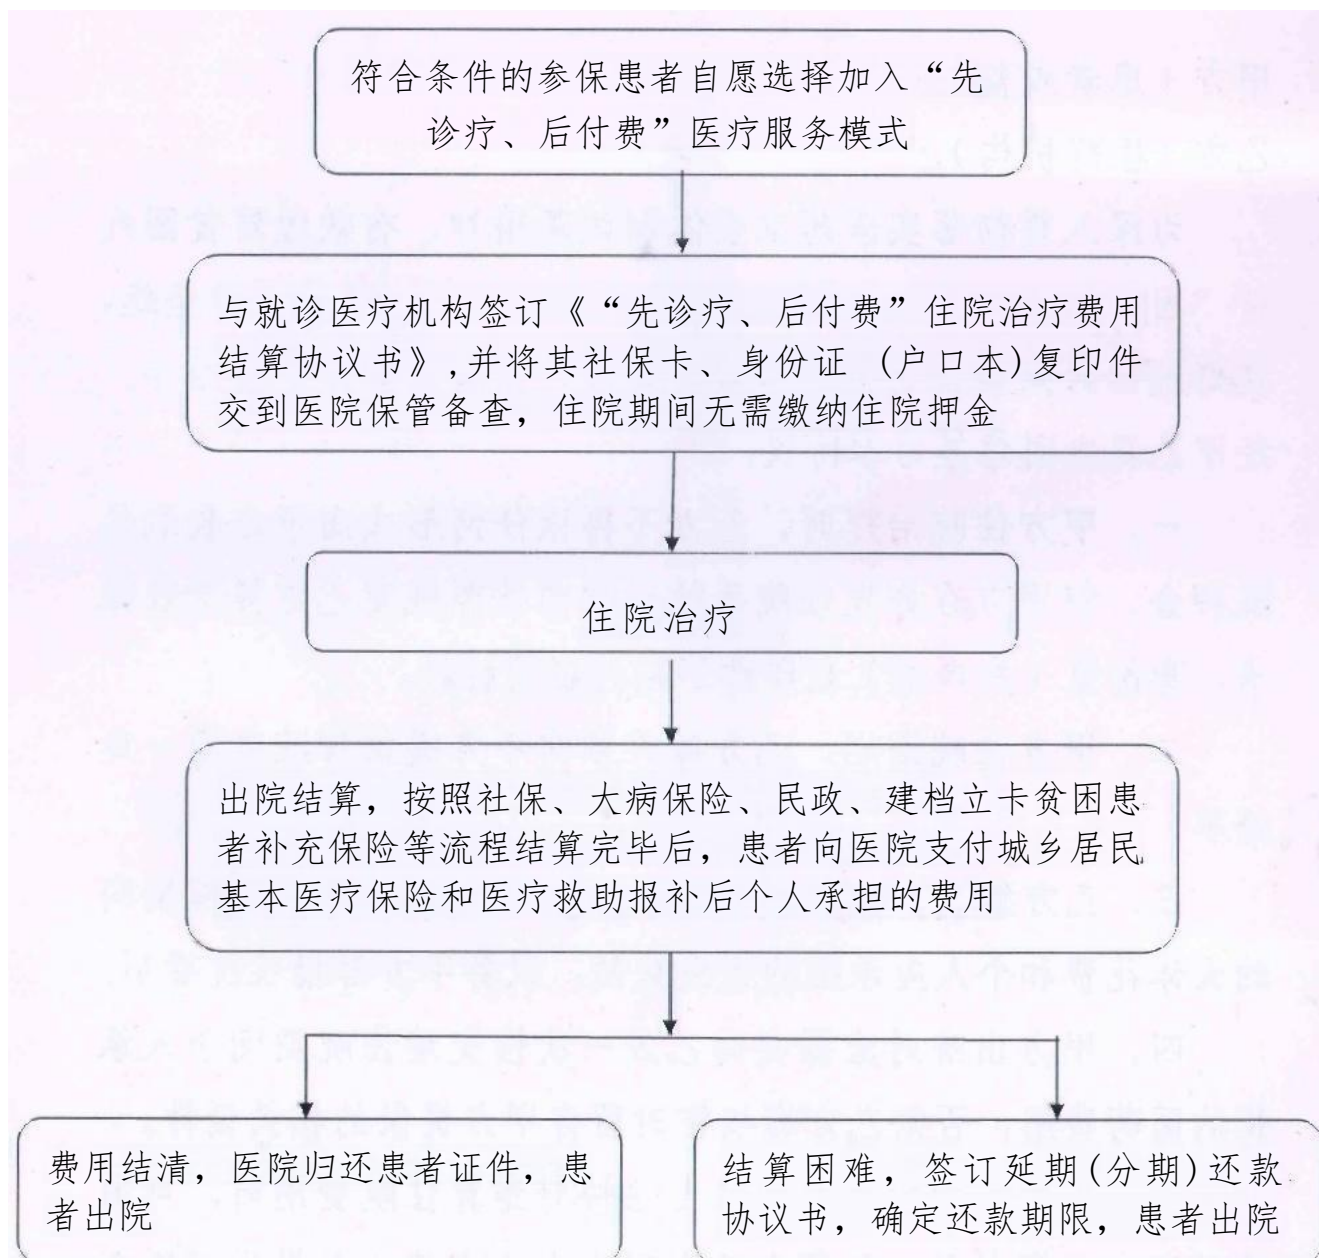 符合条件的参保患者自愿选择加入“先
诊疗、后付费”医疗服务模式
与就诊医疗机构签订《“先诊疗、后付费”住院治疗费用
结算协议书》,并将其社保卡、身份证 (户口本)复印件
交到医院保管备查，住院期间无需缴纳住院押金
住院治疗
出院结算，按照社保、大病保险、民政、建档立卡贫困患
者补充保险等流程结算完毕后，患者向医院支付城乡居民
基本医疗保险和医疗救助报补后个人承担的费用
费用结清，医院归还患者证件，患
者出院
结算困难，签订延期(分期)还款
协议书，确定还款期限，患者出院